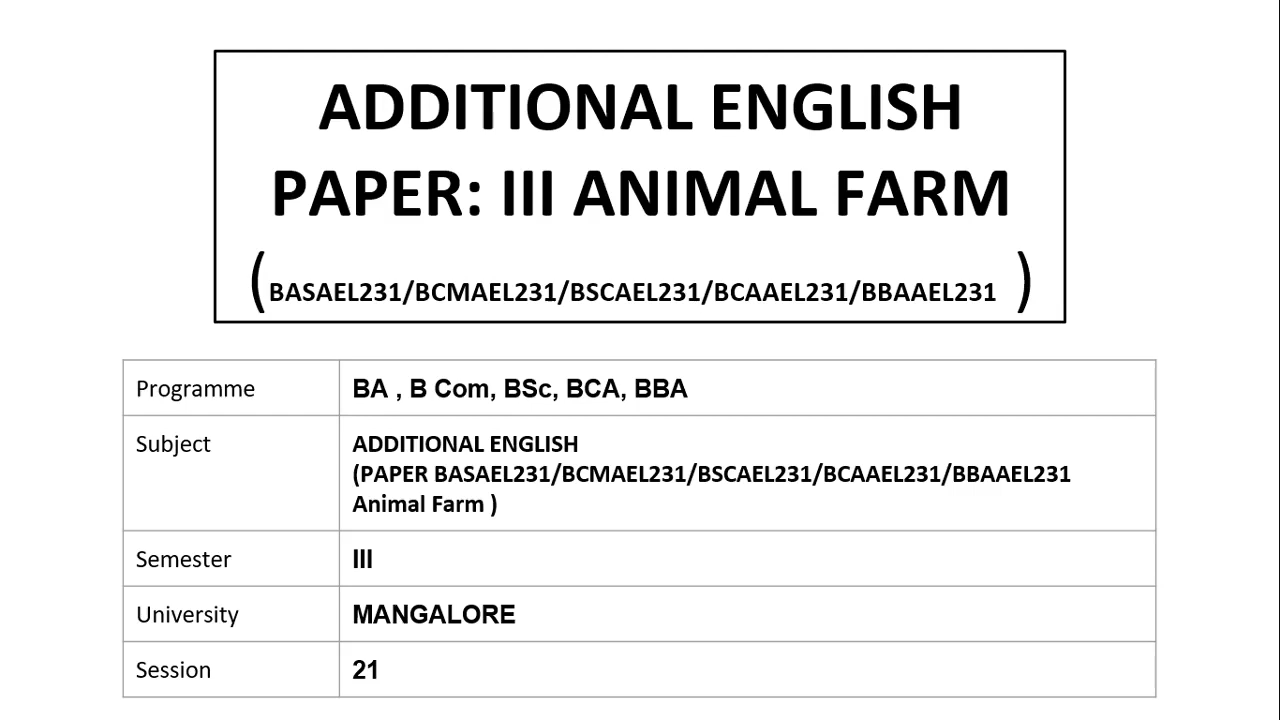 ADDITIONAL ENGLISH
PAPER: III ANIMAL FARM
(BASAEL231/BCMAEL231/BSCAEL231/BCAAEL231/BBAAEL231 )
Programme BA , B Com, BSc, BCA, BBA
Subject ADDITIONAL ENGLISH
(PAPER BASAEL231/BCMAEL231/BSCAEL231/BCAAEL231/BBAAEL231
Animal Farm )
Semester III
University MANGALORE
Session 21